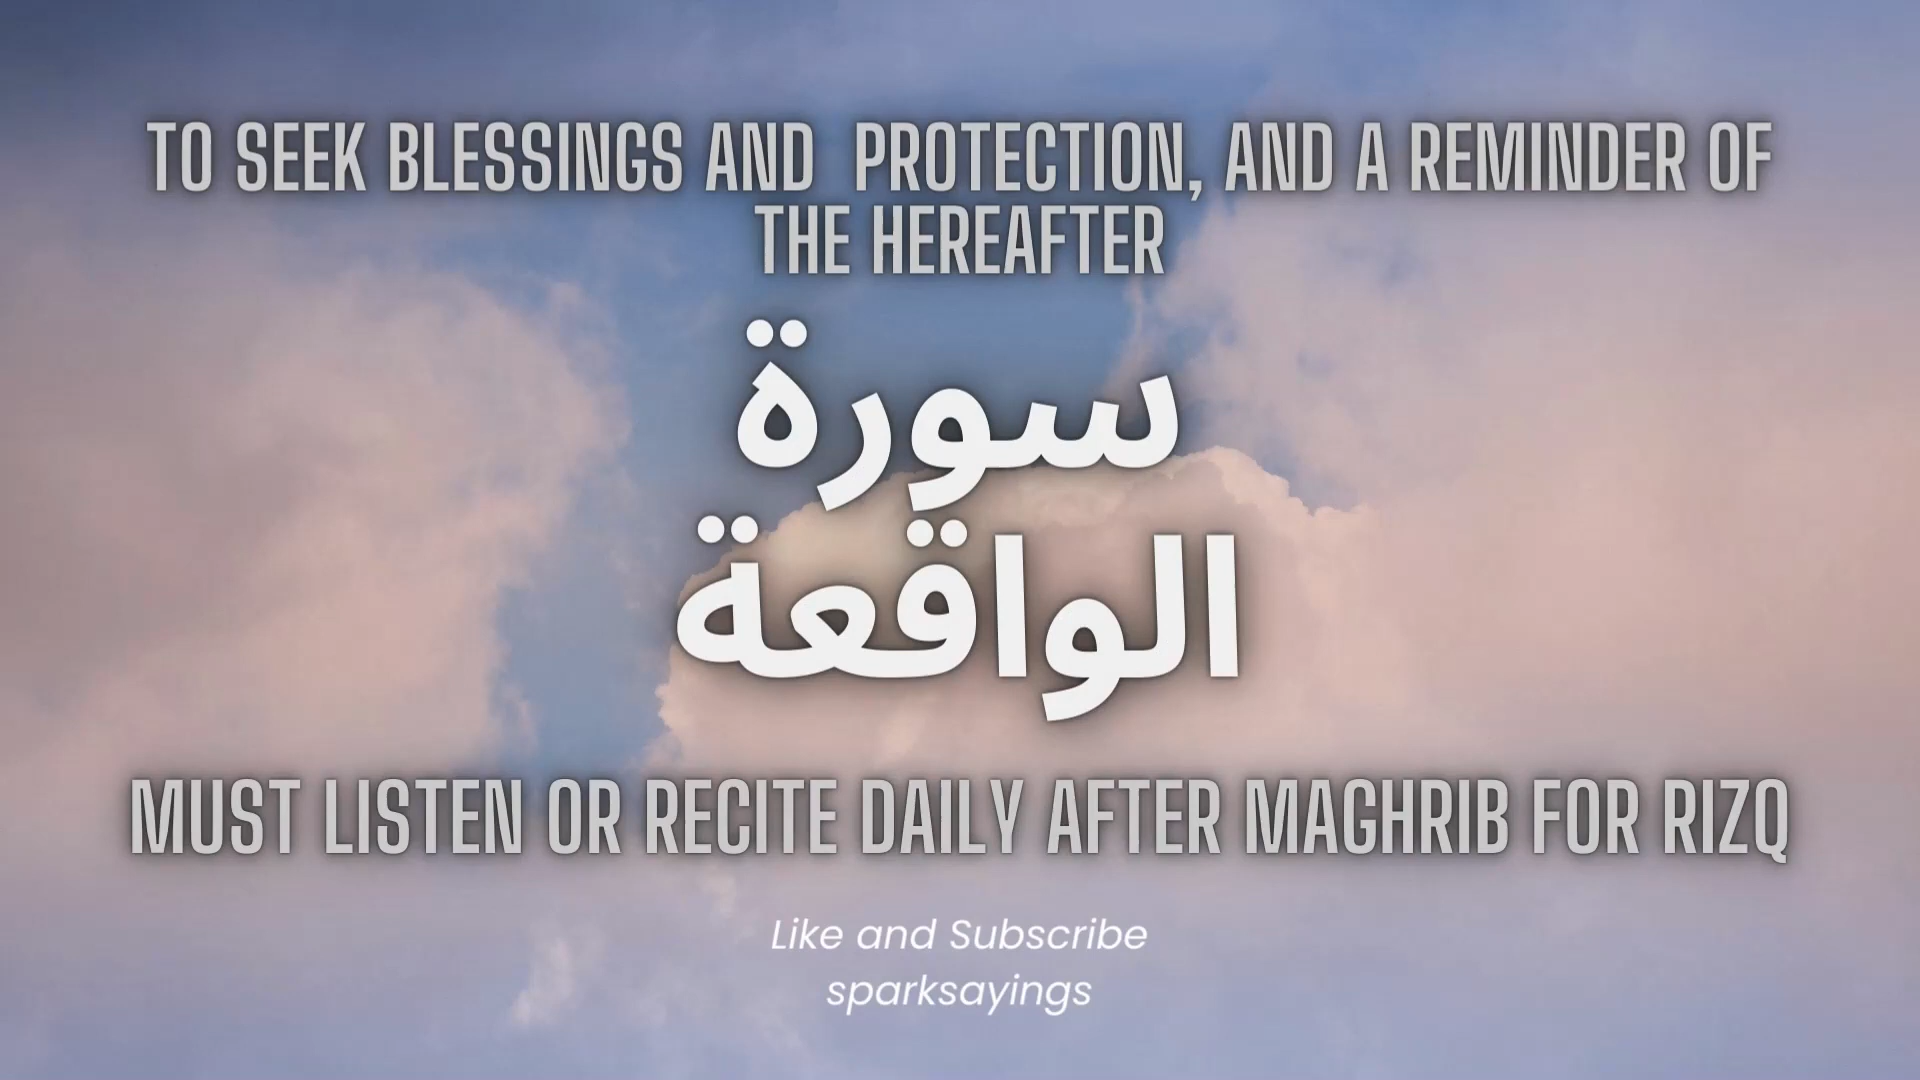 TO SEEK BLESSINGS AND PROTECTION, AND A REMINDER OF
THE HEREAFTER
سورة
الواقعة
MUST LISTEN OR RECITE DAILY AFTER MAGHRIB FOR RIZQ
Like and Subscribe
sparksayings